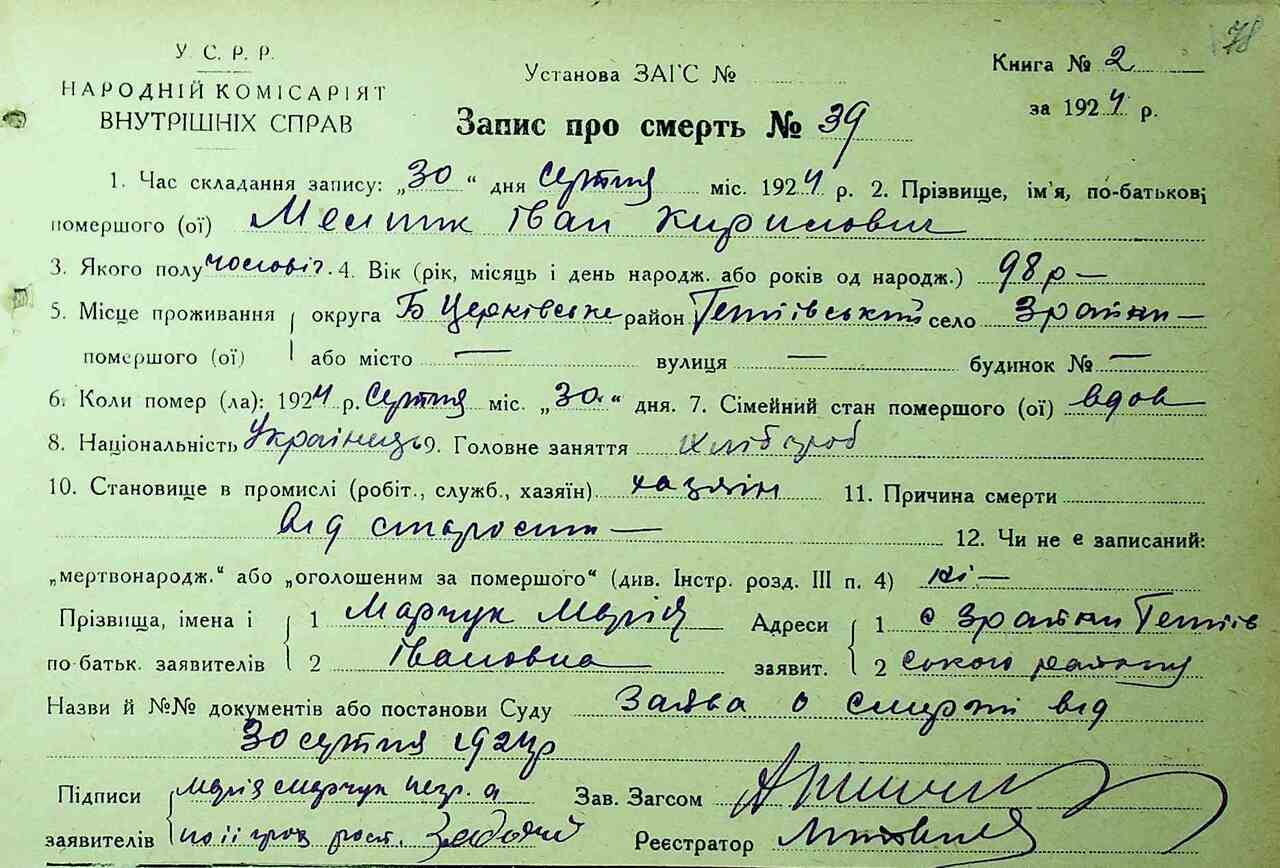 78
У. С. Р. Р.
НАРОДНІЙ КОМІСАРІЯТ
ВНУТРІШНІХ СПРАВ
Установа ЗАГС №
Книга № 2
за 1924 р.
Запис про смерть № 39
1. Час складання запису: „30“ дня серпня міс. 1924 р. 2. Прізвище, ім'я, по-батькові
помершого (ої) Іван Кирилович
3. Якого полу чоловіч. 4. Вік (рік, місяць і день народж. або років од народж.) 98 р —
5. Місце проживання округа Б Церківське район Тетіївський село Зрайки —
помершого (ої) або місто — вулиця — будинок № —
6. Коли помер (ла): 1924 р. Серпня міс. „30“ дня. 7. Сімейний стан помершого (ої) вдов
8. Національність Українець 9. Головне заняття хлібороб
10. Становище в промислі (робіт., служб., хазяїн) хазяін 11. Причина смерти
від старости —
12. Чи не є записаний:
„мертвонародж.“ або „оголошеним за помершого“ (див. Інстр. розд. III п. 4) ні —
Прізвища, імена і 1 Марчук Марія Адреси 1 с Зрайки Тетіїв
по батьк. заявителів 2 Івановна заявит. 2 ського району
Назви й №№ документів або постанови Суду Заява о смерті від
30 серпня 1924 р
Підписи Марія Марчук негр. а Зав. Загсом
заявителів по її рост. Реєстратор